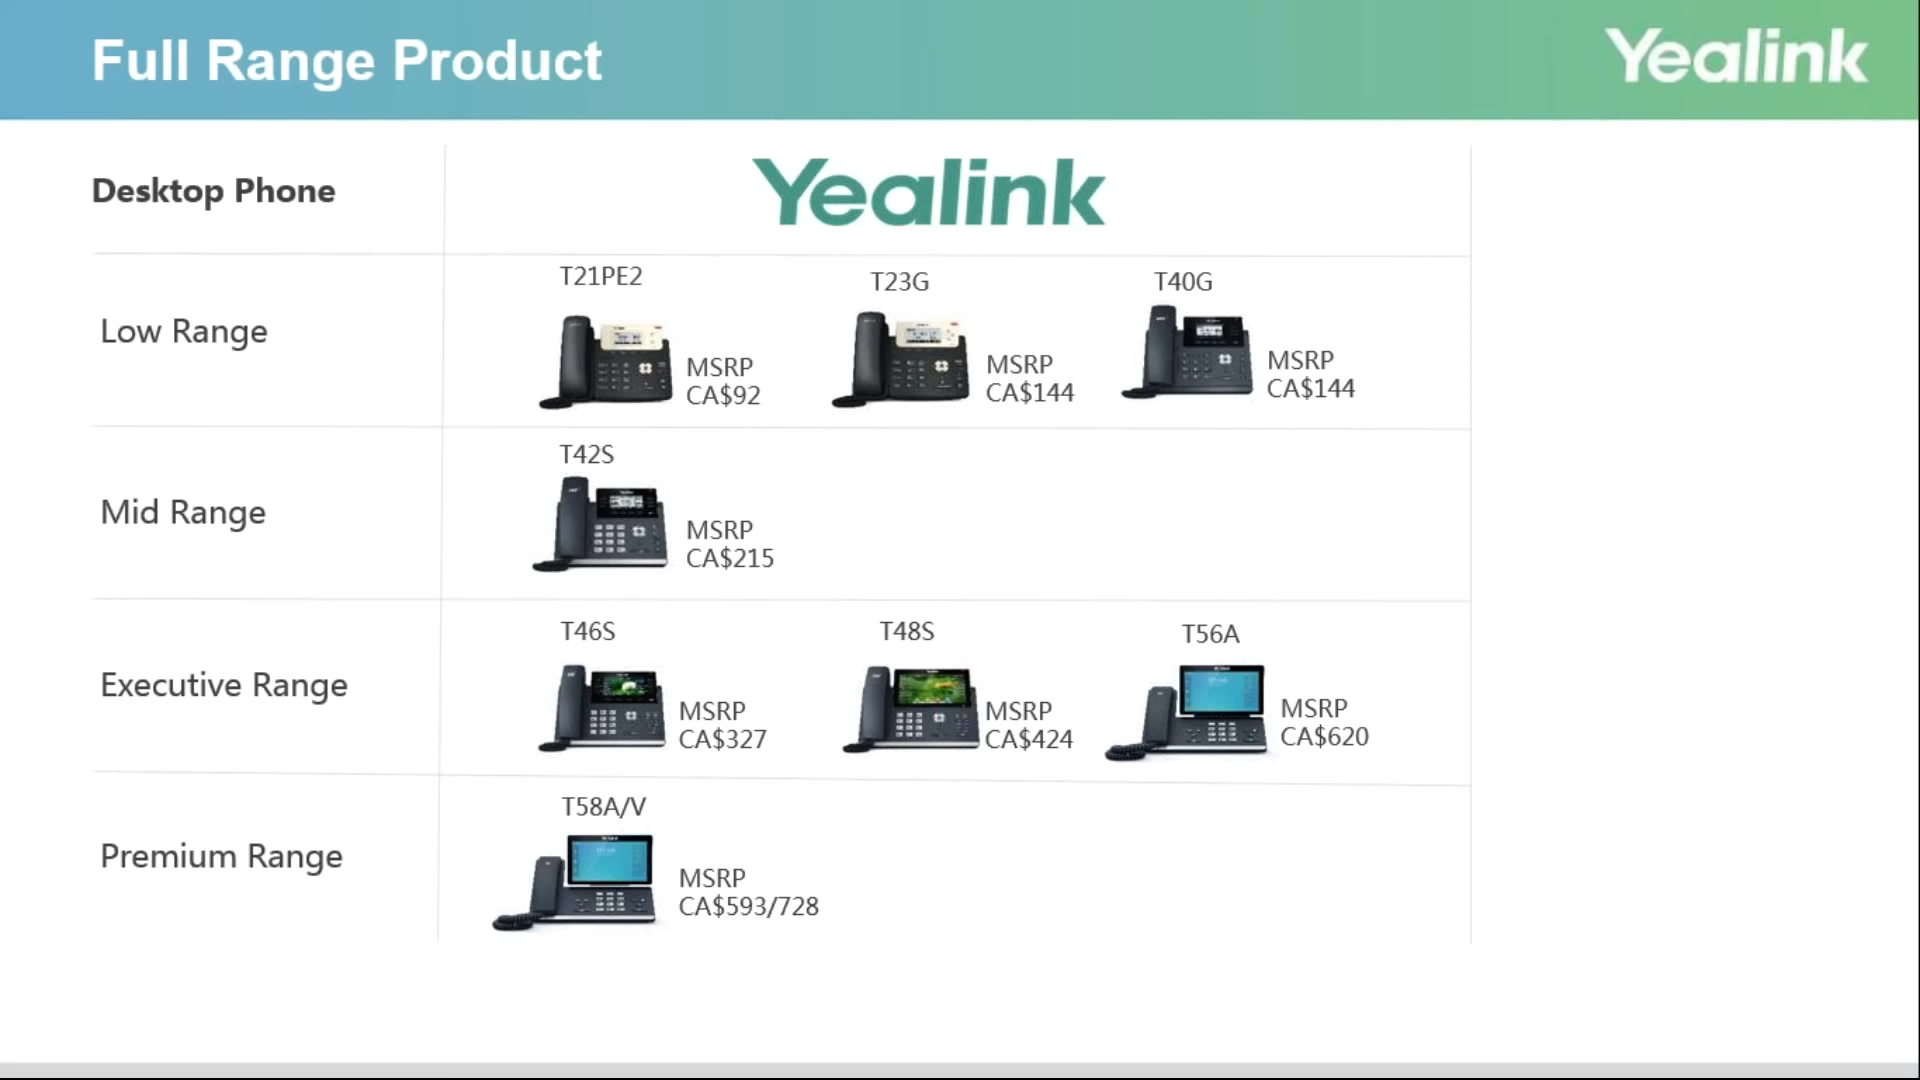 Full Range Product
Yealink
Desktop Phone
Yealink
Low Range
T21PE2
MSRP
CA$92
T23G
MSRP
CA$144
T40G
MSRP
CA$144
Mid Range
T42S
MSRP
CA$215
Executive Range
T46S
MSRP
CA$327
T48S
MSRP
CA$424
T56A
MSRP
CA$620
Premium Range
T58A/V
MSRP
CA$593/728